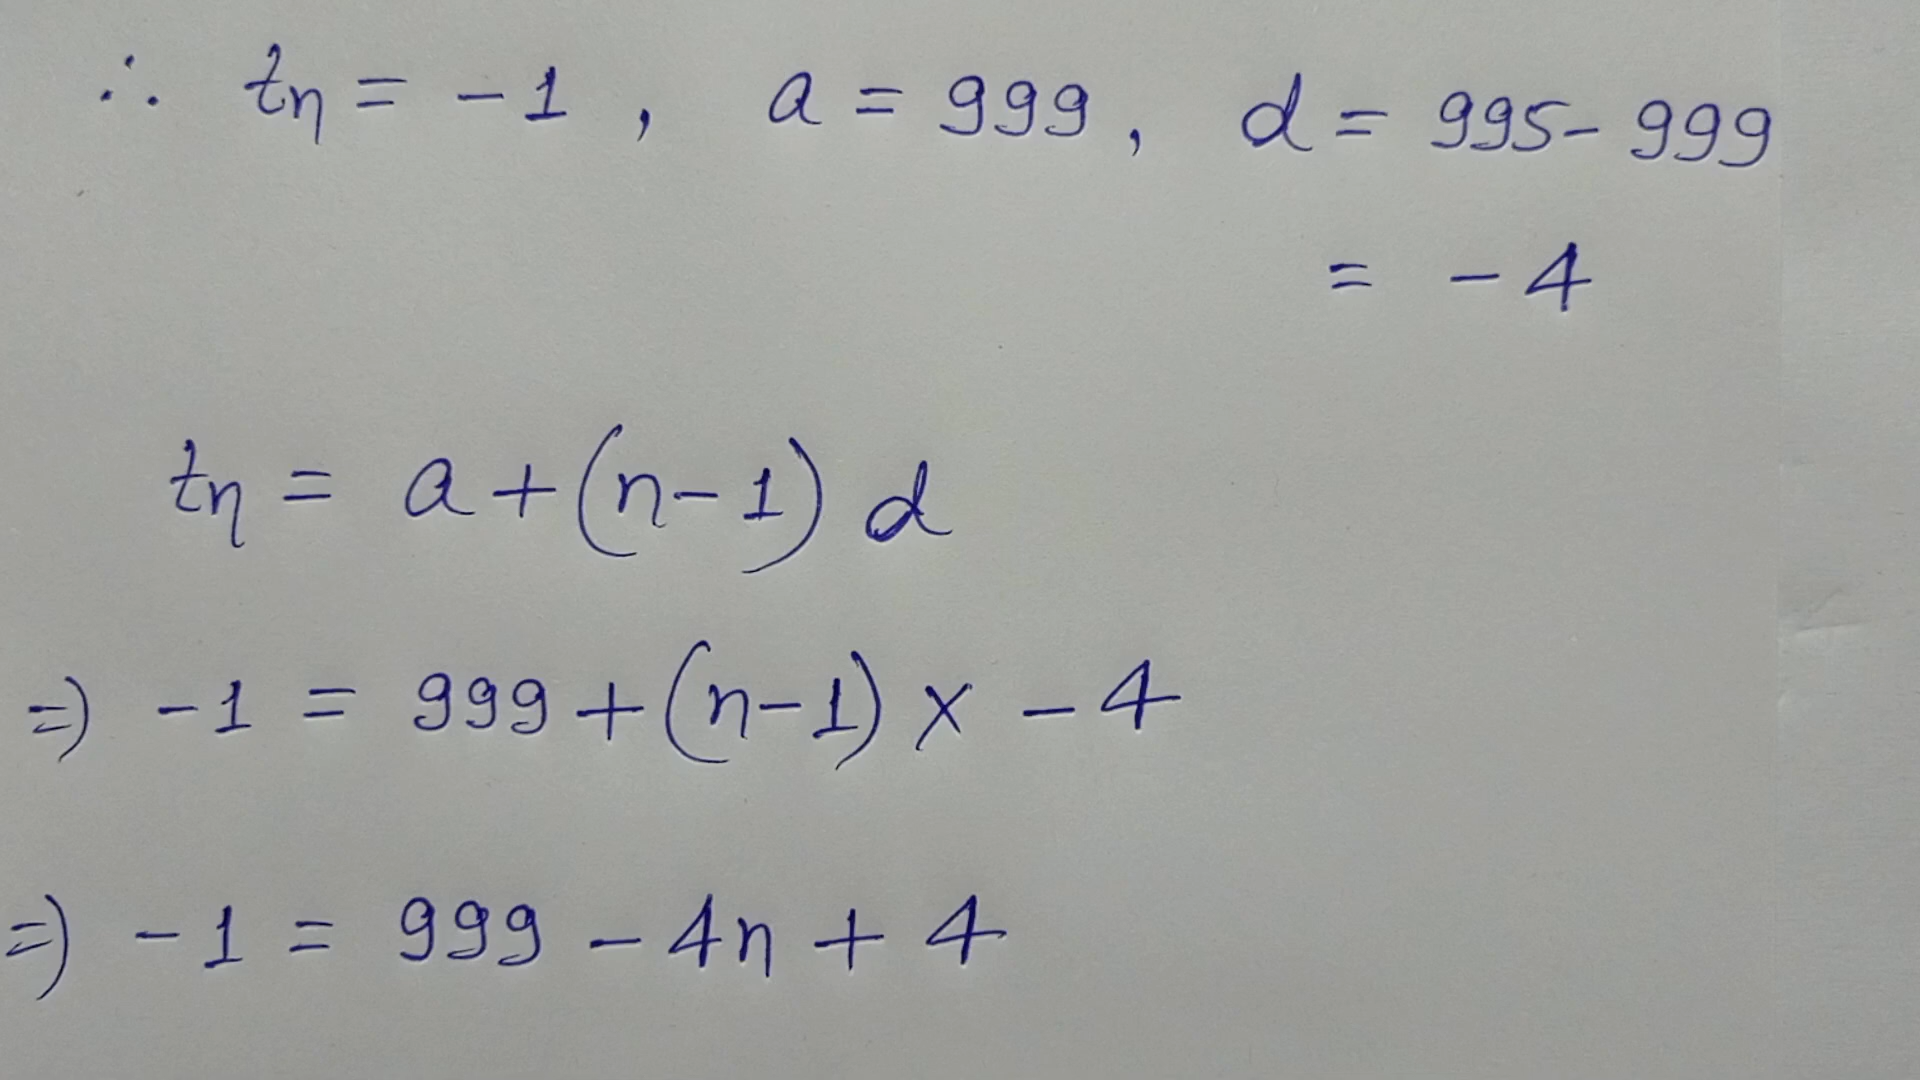 ∴ tn = -1 , a = 999 , d = 995 - 999
= -4
tn = a + (n-1) d
⇒ -1 = 999 + (n-1) × -4
⇒ -1 = 999 - 4n + 4